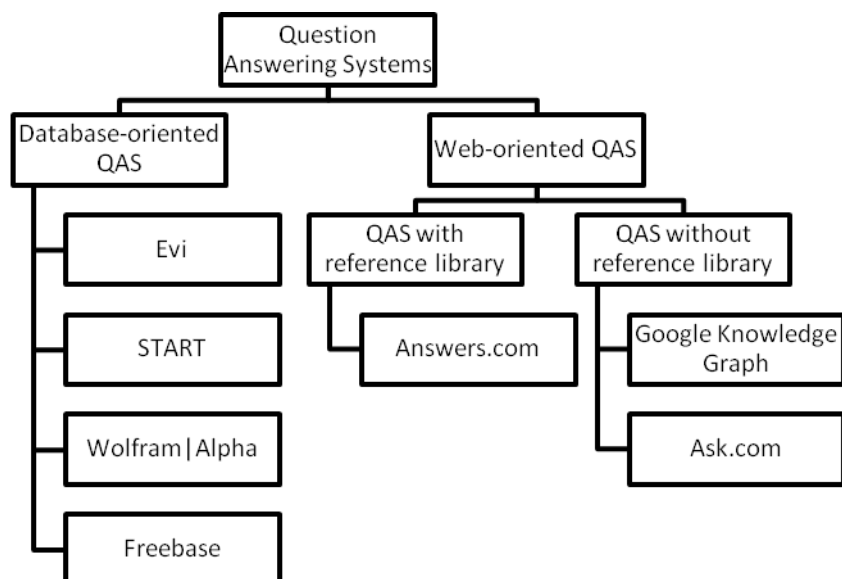 Question
Answering Systems
Database-oriented
QAS
Web-oriented QAS
Evi
START
Wolfram|Alpha
Freebase
QAS with
reference library
Answers.com
QAS without
reference library
Google Knowledge
Graph
Ask.com